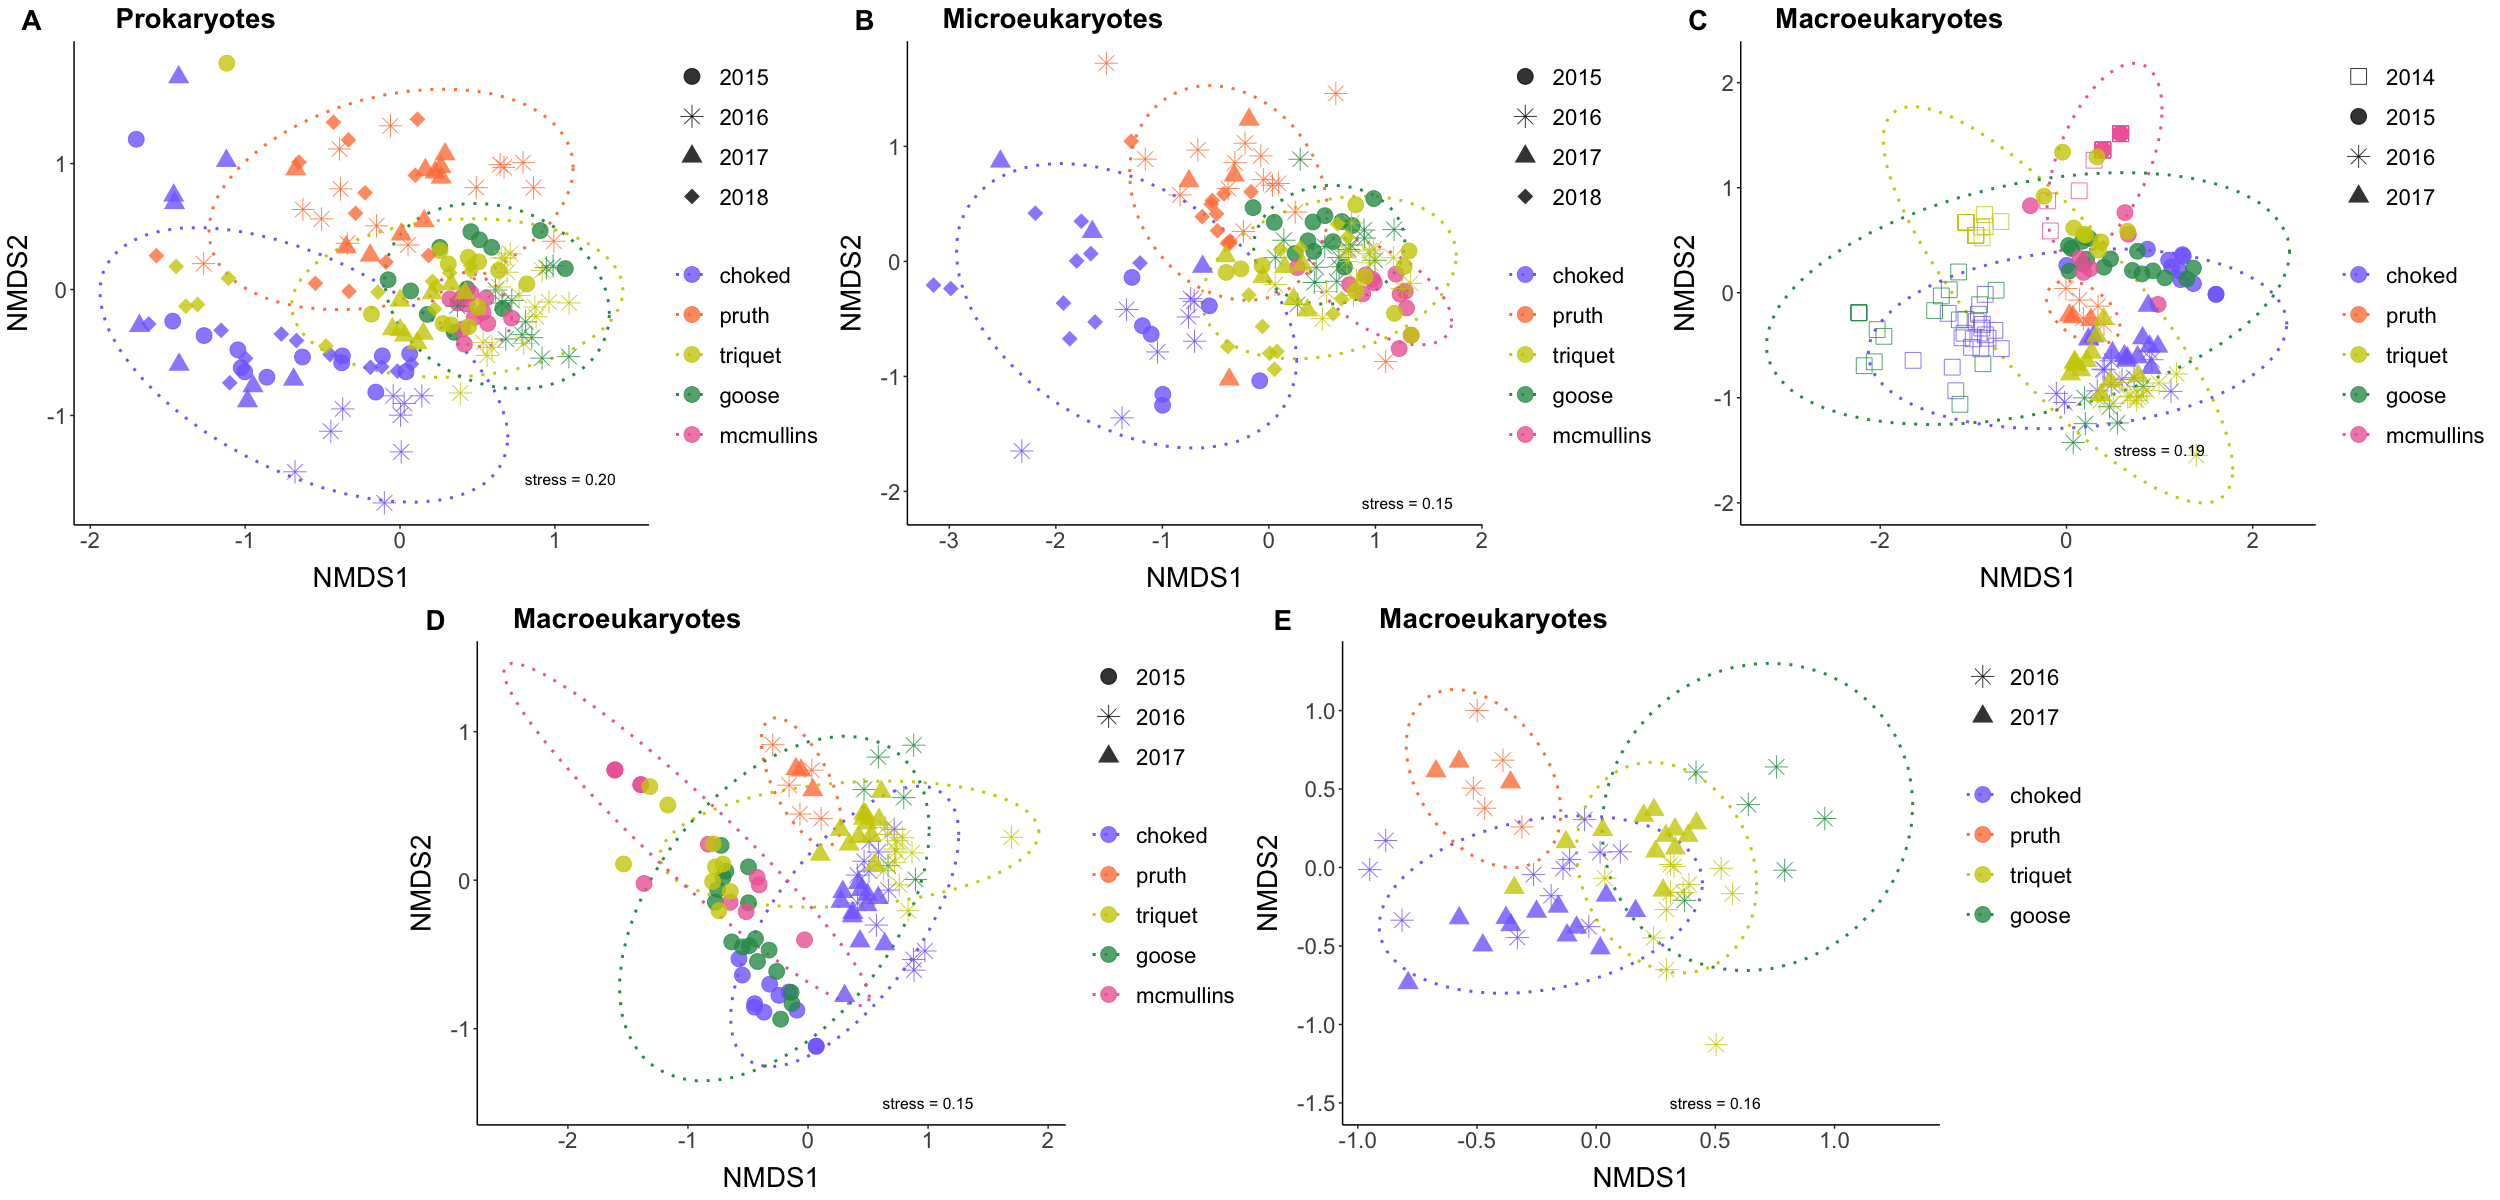 A Prokaryotes
NMDS2
1
0
-1
-2 -1 0 1
NMDS1
stress = 0.20
2015
2016
2017
2018
choked
pruth
triquet
goose
mcmullins
B Microeukaryotes
NMDS2
1
0
-1
-2
-3 -2 -1 0 1 2
NMDS1
stress = 0.15
2015
2016
2017
2018
choked
pruth
triquet
goose
mcmullins
C Macroeukaryotes
NMDS2
2
1
0
-1
-2
-2 0 2
NMDS1
stress = 0.19
2014
2015
2016
2017
choked
pruth
triquet
goose
mcmullins
D Macroeukaryotes
NMDS2
1
0
-1
-2 -1 0 1 2
NMDS1
stress = 0.15
2015
2016
2017
choked
pruth
triquet
goose
mcmullins
E Macroeukaryotes
NMDS2
1.0
0.5
0.0
-0.5
-1.0
-1.5
-1.0 -0.5 0.0 0.5 1.0
NMDS1
stress = 0.16
2016
2017
choked
pruth
triquet
goose